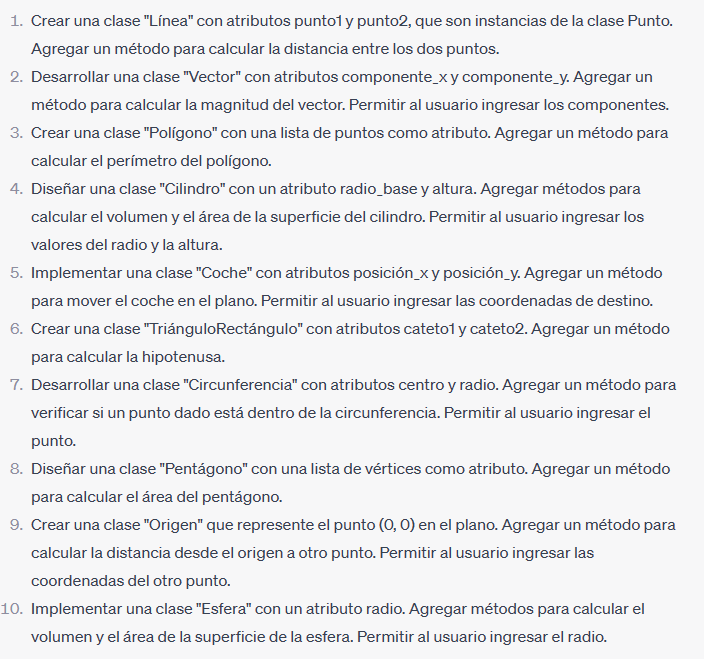 1. Crear una clase "Línea" con atributos punto1 y punto2, que son instancias de la clase Punto.
Agregar un método para calcular la distancia entre los dos puntos.
2. Desarrollar una clase "Vector" con atributos componente_x y componente_y. Agregar un
método para calcular la magnitud del vector. Permitir al usuario ingresar los componentes.
3. Crear una clase "Polígono" con una lista de puntos como atributo. Agregar un método para
calcular el perímetro del polígono.
4. Diseñar una clase "Cilindro" con un atributo radio_base y altura. Agregar métodos para
calcular el volumen y el área de la superficie del cilindro. Permitir al usuario ingresar los
valores del radio y la altura.
5. Implementar una clase "Coche" con atributos posición_x y posición_y. Agregar un método
para mover el coche en el plano. Permitir al usuario ingresar las coordenadas de destino.
6. Crear una clase "TriánguloRectángulo" con atributos cateto1 y cateto2. Agregar un método
para calcular la hipotenusa.
7. Desarrollar una clase "Circunferencia" con atributos centro y radio. Agregar un método para
verificar si un punto dado está dentro de la circunferencia. Permitir al usuario ingresar el
punto.
8. Diseñar una clase "Pentágono" con una lista de vértices como atributo. Agregar un método
para calcular el área del pentágono.
9. Crear una clase "Origen" que represente el punto (0, 0) en el plano. Agregar un método para
calcular la distancia desde el origen a otro punto. Permitir al usuario ingresar las
coordenadas del otro punto.
10. Implementar una clase "Esfera" con un atributo radio. Agregar métodos para calcular el
volumen y el área de la superficie de la esfera. Permitir al usuario ingresar el radio.